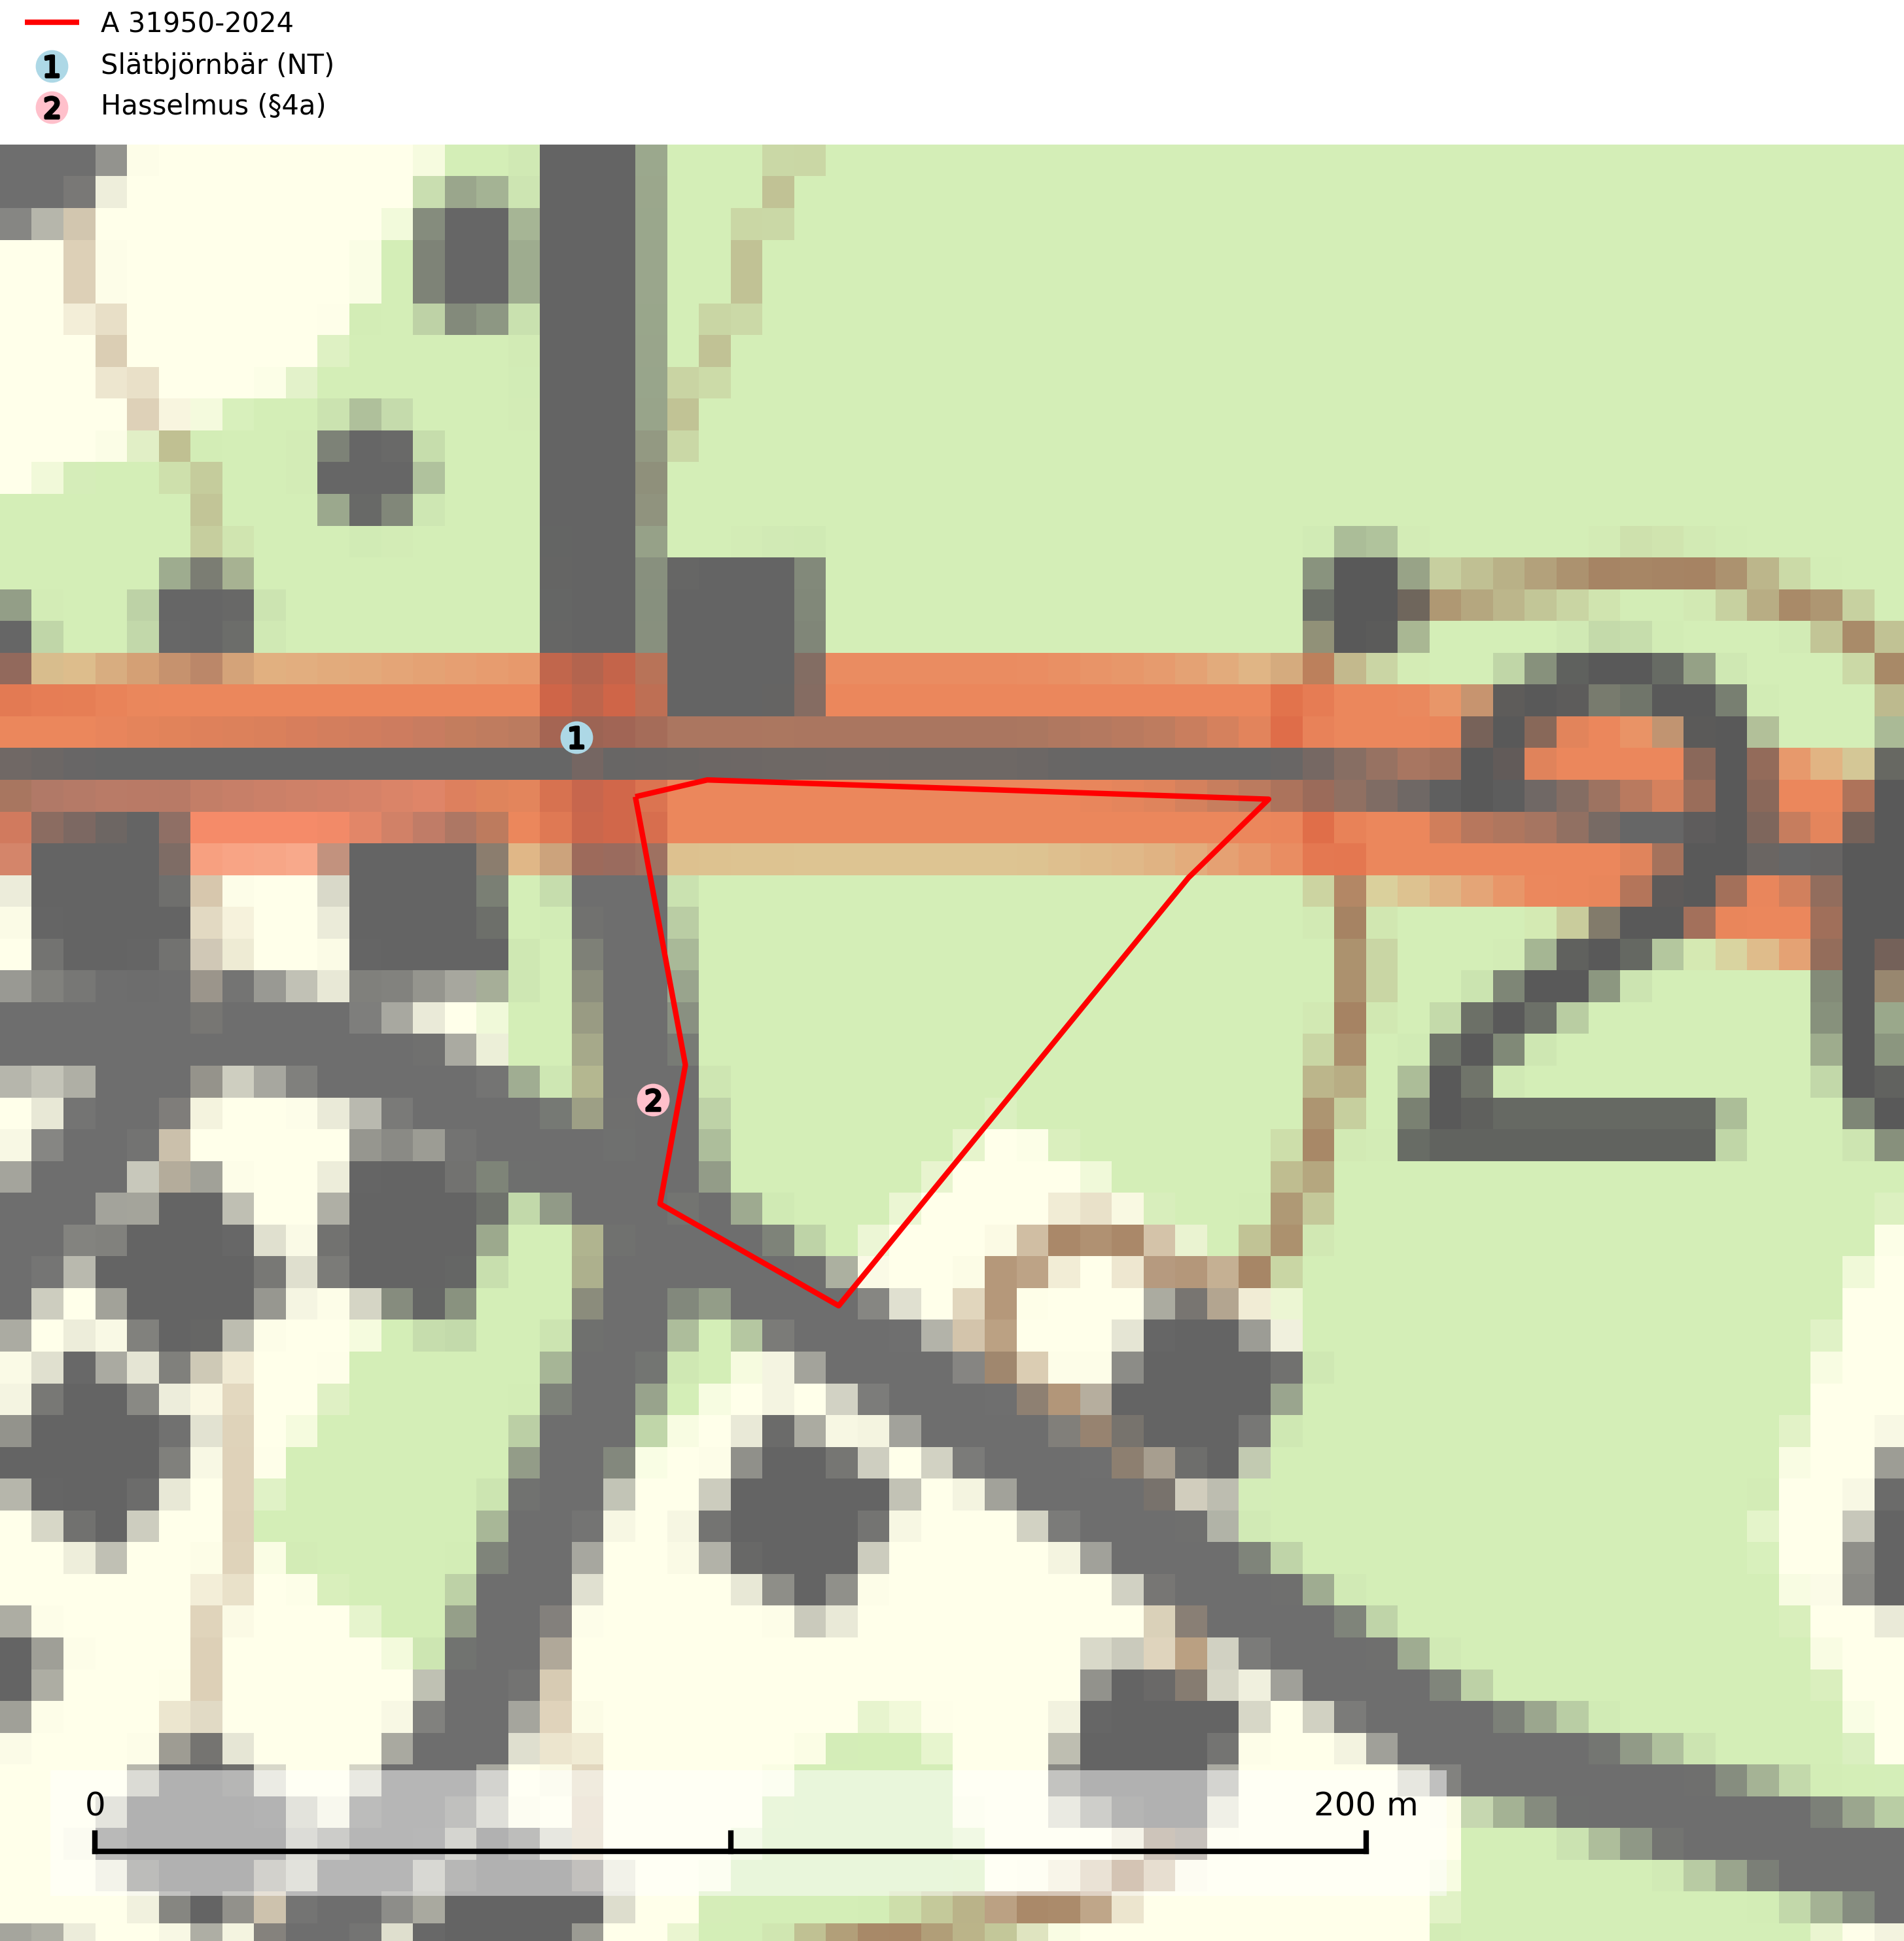 A 31950-2024
1 Slätbjörnbär (NT)
2 Hasselmus (§4a)
1
2
0 200 m